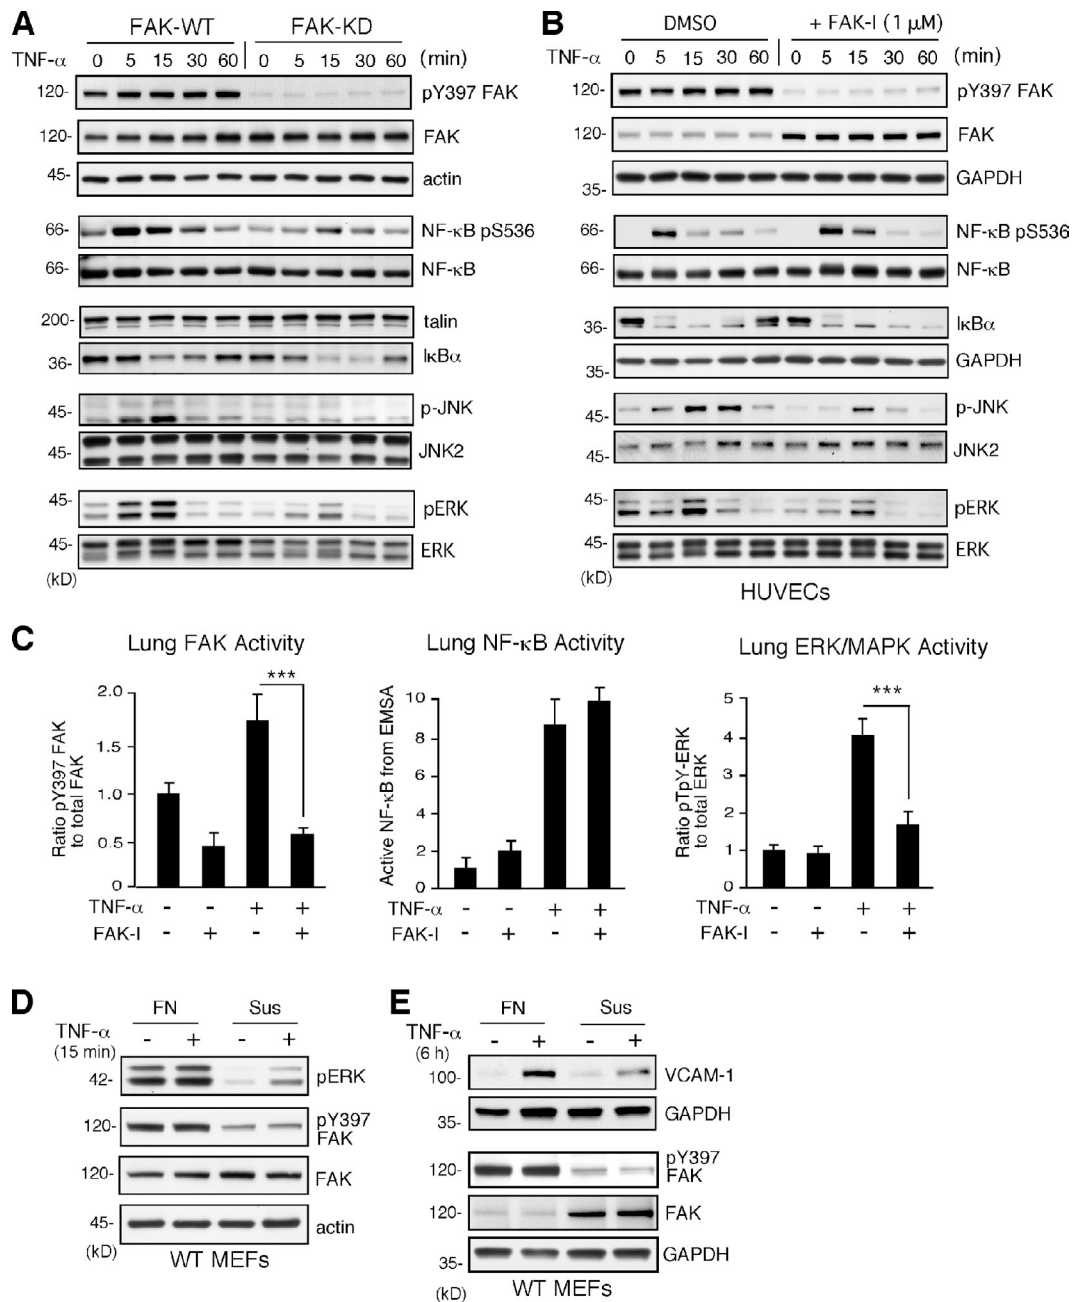 A
FAK-WT FAK-KD
TNF-α 0 5 15 30 60 0 5 15 30 60 (min)
120- pY397 FAK
120- FAK
45- actin
66- NF-κB pS536
66- NF-κB
200- talin
36- IκBα
45- p-JNK
45- JNK2
45- pERK
45- ERK
(kD)
B
DMSO + FAK-I (1 μM)
0 5 15 30 60 0 5 15 30 60 (min)
120- pY397 FAK
120- FAK
35- GAPDH
66- NF-κB pS536
66- NF-κB
36- IκBα
35- GAPDH
45- p-JNK
45- JNK2
45- pERK
45- ERK
(kD)
HUVECs
C
Lung FAK Activity
Ratio pY397 FAK
to total FAK
2.0
1.5
1.0
0.5
0
***
TNF-α - - + +
FAK-I - + - +
Lung NF-κB Activity
Active NF-κB from EMSA
10
8
6
4
2
0
TNF-α - - + +
FAK-I - + - +
Lung ERK/MAPK Activity
Ratio pTpY-ERK
to total ERK
5
4
3
2
1
0
***
TNF-α - - + +
FAK-I - + - +
D
FN Sus
TNF-α - + - +
(15 min)
42- pERK
120- pY397
FAK
120- FAK
45- actin
(kD)
WT MEFs
E
FN Sus
TNF-α - + - +
(6 h)
100- VCAM-1
35- GAPDH
120- pY397
FAK
120- FAK
35- GAPDH
(kD)
WT MEFs